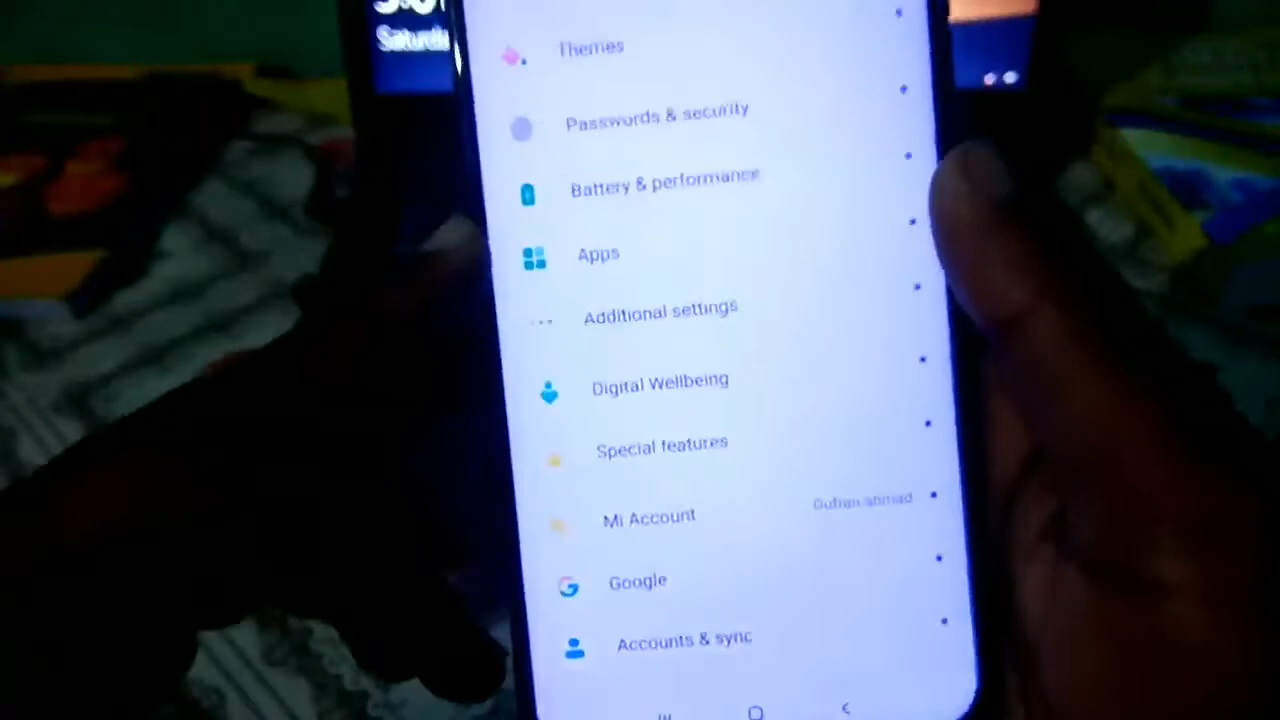 Themes
Passwords & security
Battery & performance
Apps
Additional settings
Digital Wellbeing
Special features
Mi Account
Google
Accounts & sync